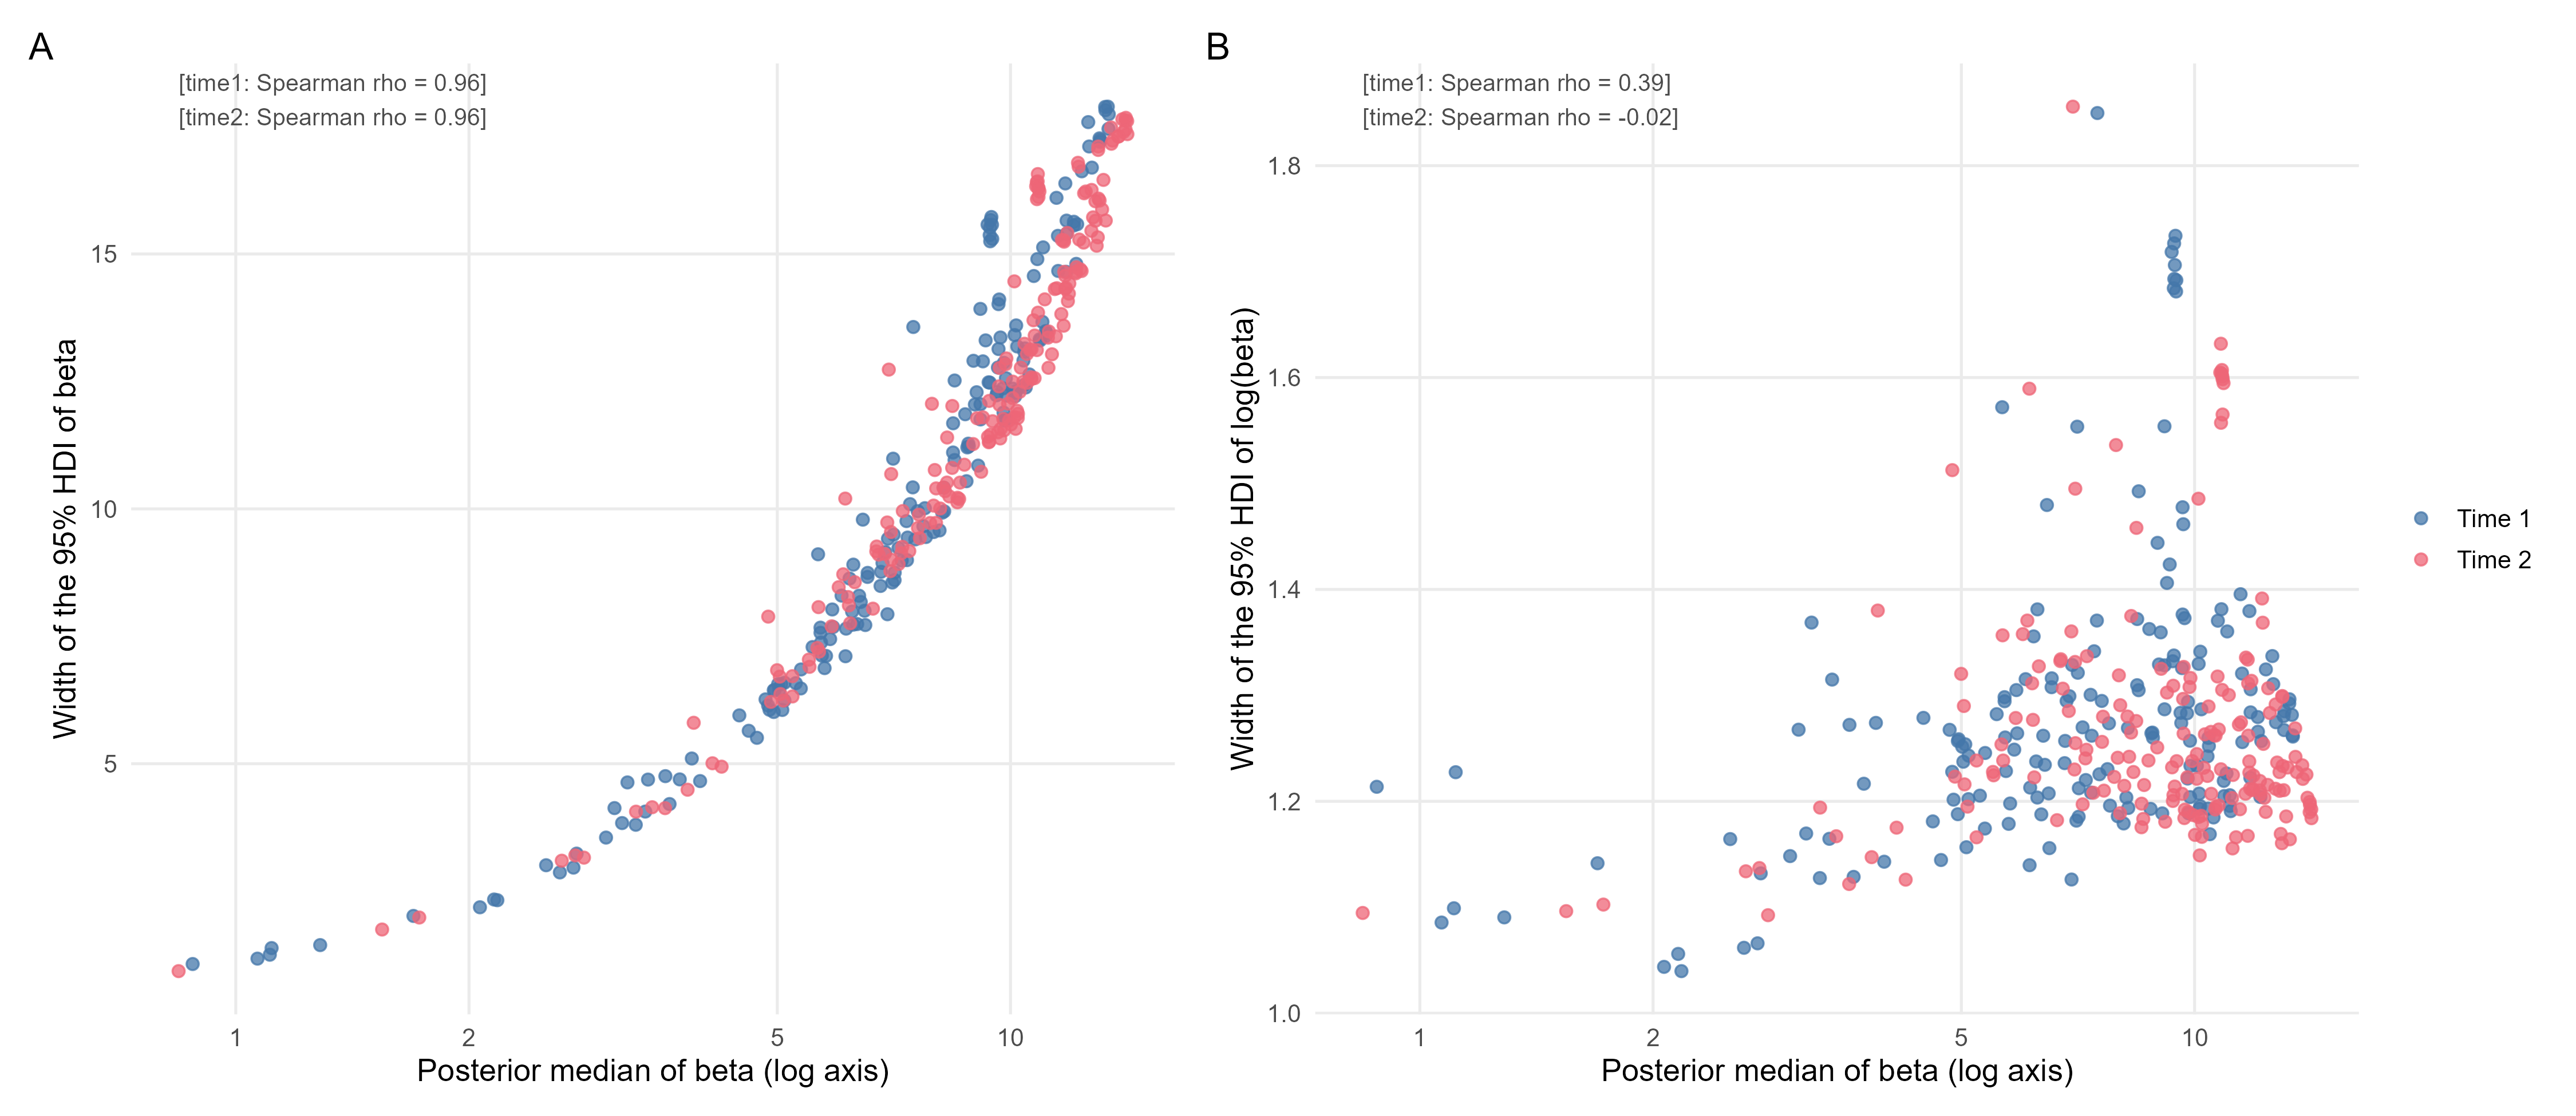 A
[time1: Spearman rho = 0.96]
[time2: Spearman rho = 0.96]
Width of the 95% HDI of beta
15
10
5
1
2
5
10
Posterior median of beta (log axis)
B
[time1: Spearman rho = 0.39]
[time2: Spearman rho = -0.02]
Width of the 95% HDI of log(beta)
1.8
1.6
1.4
1.2
1.0
1
2
5
10
Posterior median of beta (log axis)
Time 1
Time 2